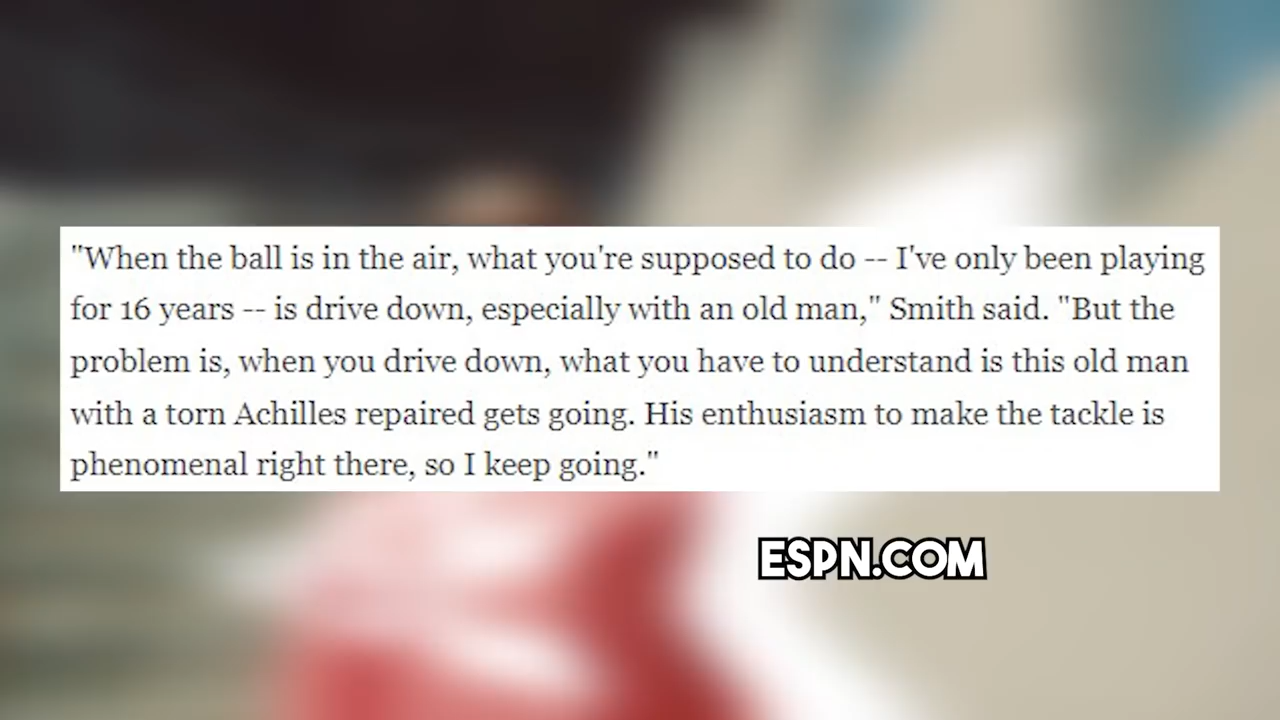 "When the ball is in the air, what you're supposed to do -- I've only been playing
for 16 years -- is drive down, especially with an old man," Smith said. "But the
problem is, when you drive down, what you have to understand is this old man
with a torn Achilles repaired gets going. His enthusiasm to make the tackle is
phenomenal right there, so I keep going."
ESPN.COM